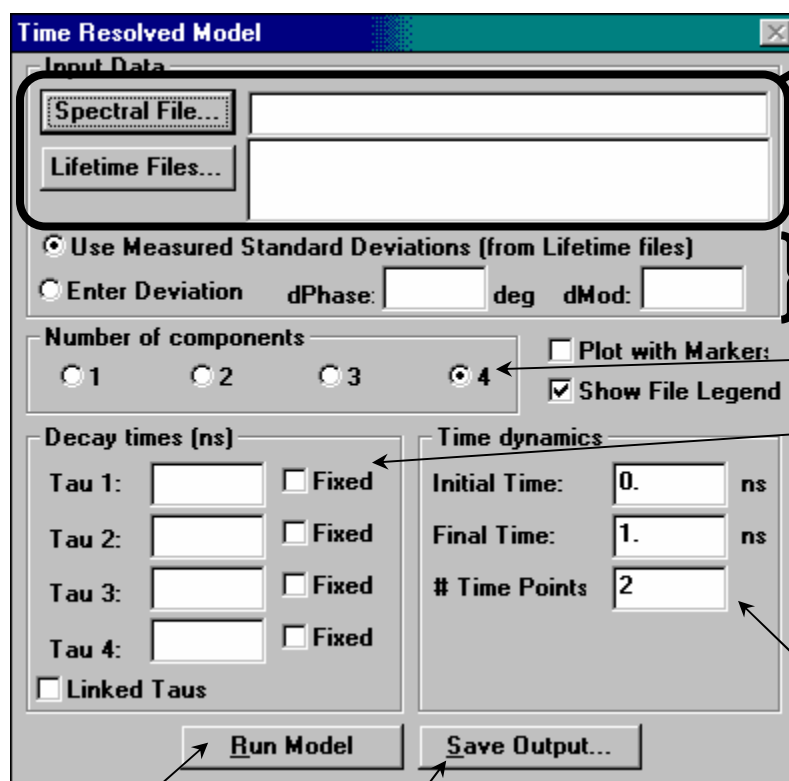 Time Resolved Model
Input Data
Spectral File...
Lifetime Files...
Use Measured Standard Deviations (from Lifetime files)
Enter Deviation dPhase: deg dMod:
Number of components
1 2 3 4
Plot with Markers
Show File Legend
Decay times (ns)
Tau 1: Fixed
Tau 2: Fixed
Tau 3: Fixed
Tau 4: Fixed
Linked Taus
Time dynamics
Initial Time: 0. ns
Final Time: 1. ns
# Time Points 2
Run Model
Save Output...